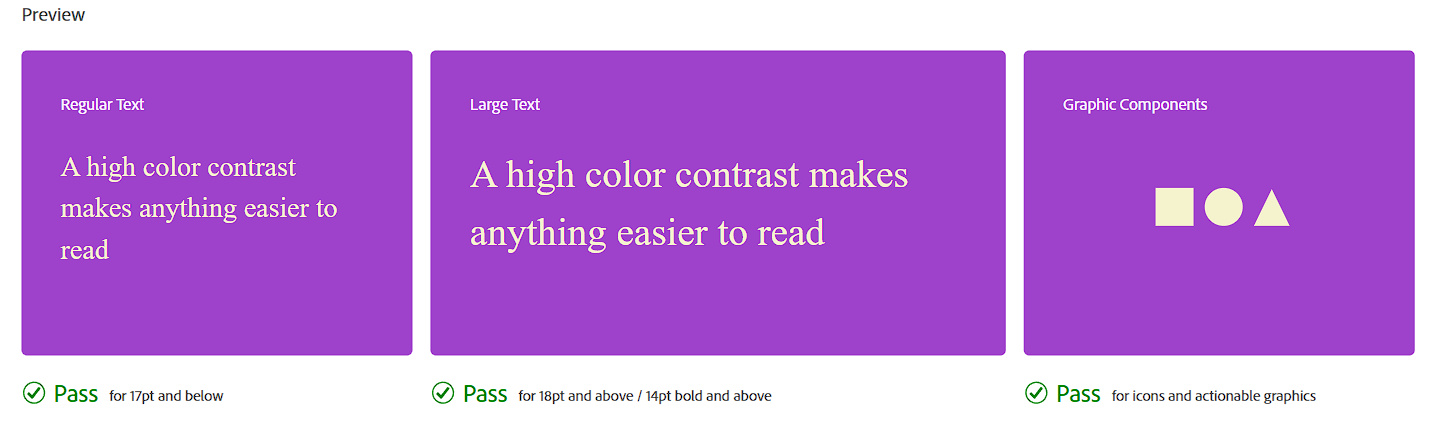 Preview
Regular Text
A high color contrast
makes anything easier to
read
Pass for 17pt and below
Large Text
A high color contrast makes
anything easier to read
Pass for 18pt and above / 14pt bold and above
Graphic Components
Pass for icons and actionable graphics